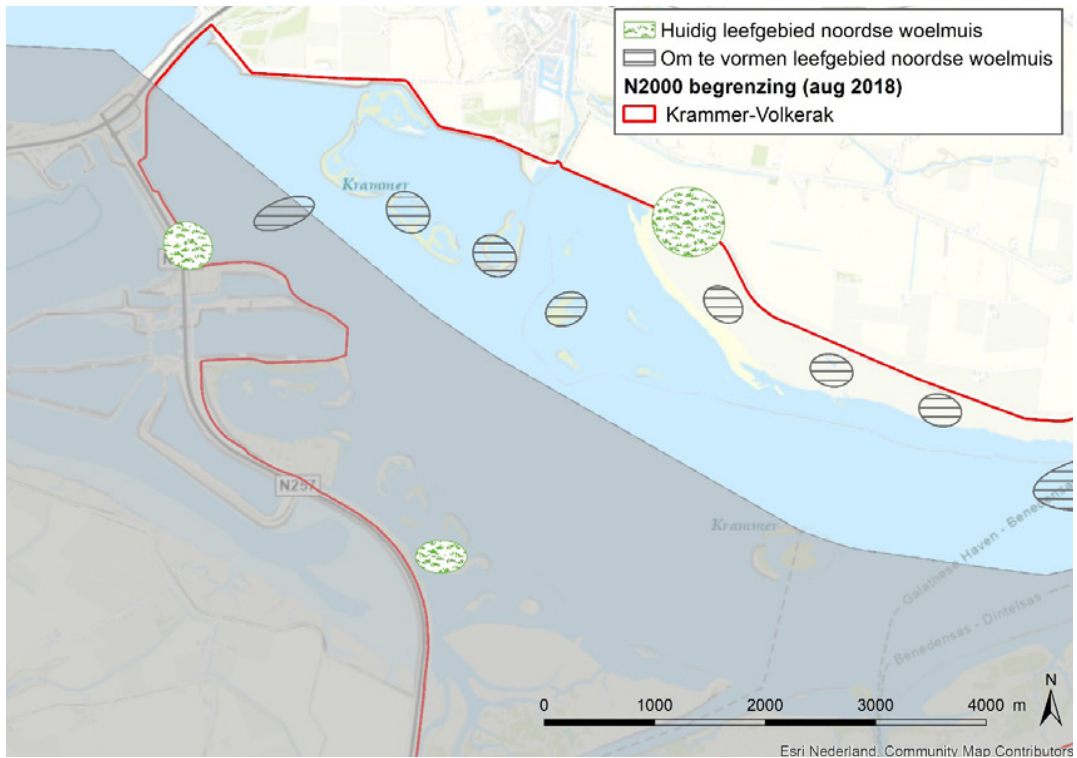 Huidig leefgebied noordse woelmuis
Om te vormen leefgebied noordse woelmuis
N2000 begrenzing (aug 2018)
Krammer-Volkerak
Krammer
N257
Krammer
Galathese Haven - Benedensas
Benedensas - Dintelsas
N
0 1000 2000 3000 4000 m
Esri Nederland, Community Map Contributors